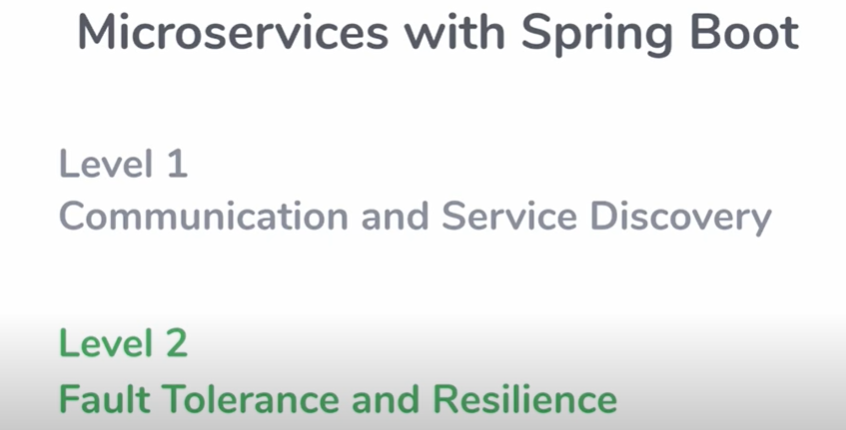 Microservices with Spring Boot
Level 1
Communication and Service Discovery
Level 2
Fault Tolerance and Resilience